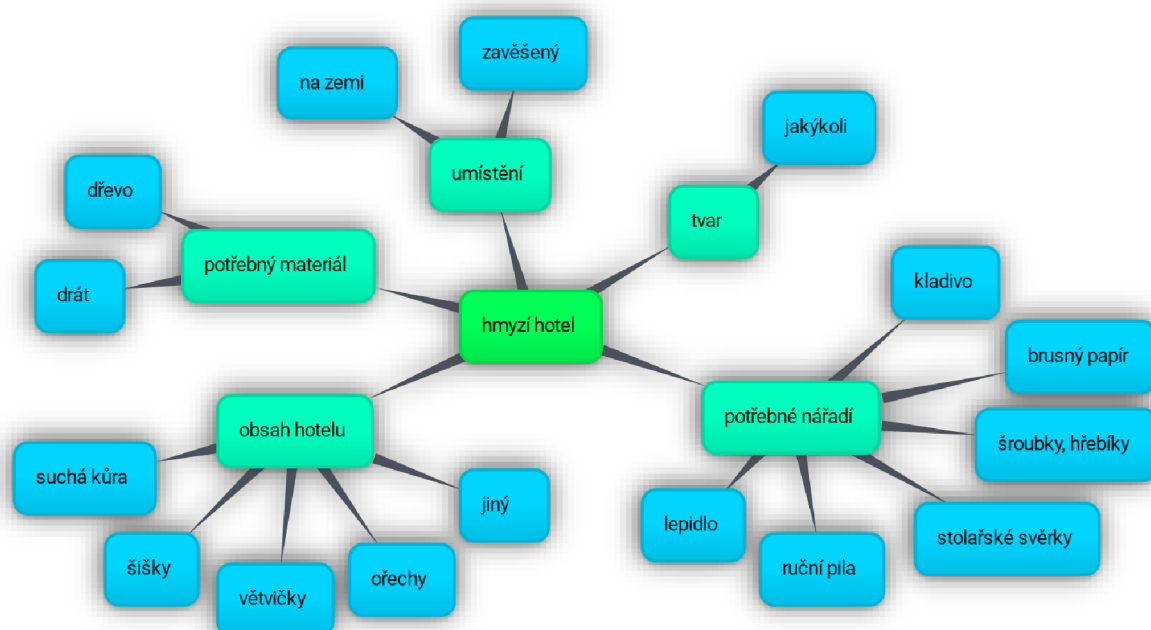 zavěšený
na zemi
jakýkoli
umístění
dřevo
tvar
potřebný materiál
kladivo
drát
hmyzí hotel
brusný papír
potřebné nářadí
obsah hotelu
šroubky, hřebíky
suchá kůra
jiný
lepidlo
stolařské svěrky
šišky
ořechy
ruční pila
větvičky